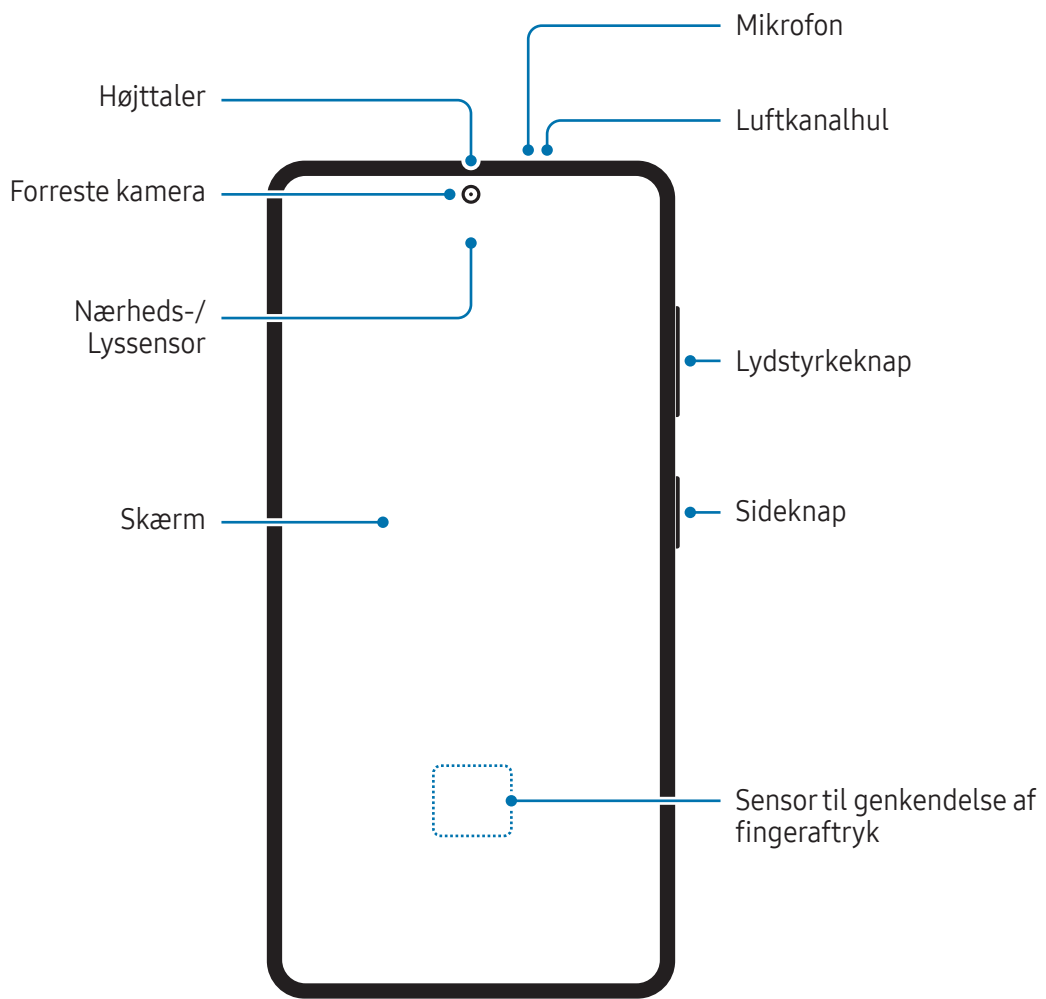 Mikrofon
Højttaler
Luftkanalhul
Forreste kamera
Nærheds-/
Lyssensor
Lydstyrkeknap
Skærm
Sideknap
Sensor til genkendelse af
fingeraftryk